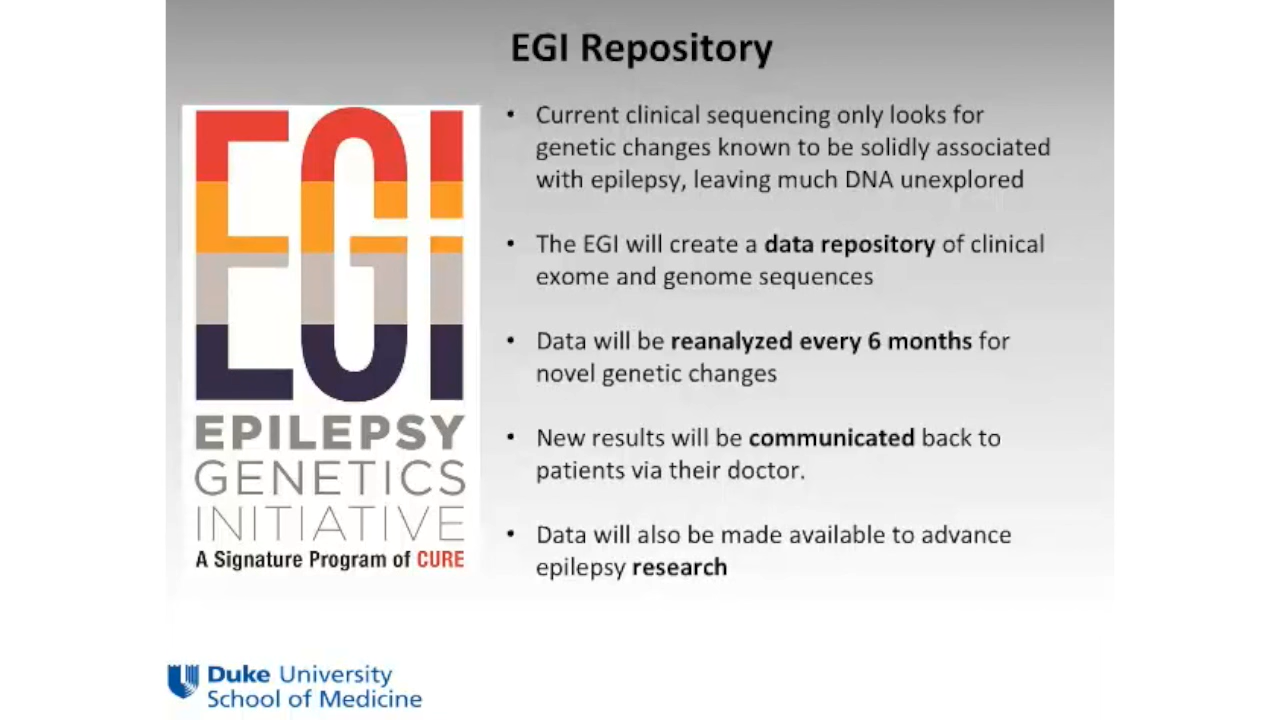 EGI Repository
EGI
EPILEPSY
GENETICS
INITIATIVE
A Signature Program of CURE
• Current clinical sequencing only looks for
genetic changes known to be solidly associated
with epilepsy, leaving much DNA unexplored
• The EGI will create a data repository of clinical
exome and genome sequences
• Data will be reanalyzed every 6 months for
novel genetic changes
• New results will be communicated back to
patients via their doctor.
• Data will also be made available to advance
epilepsy research
Duke University
School of Medicine